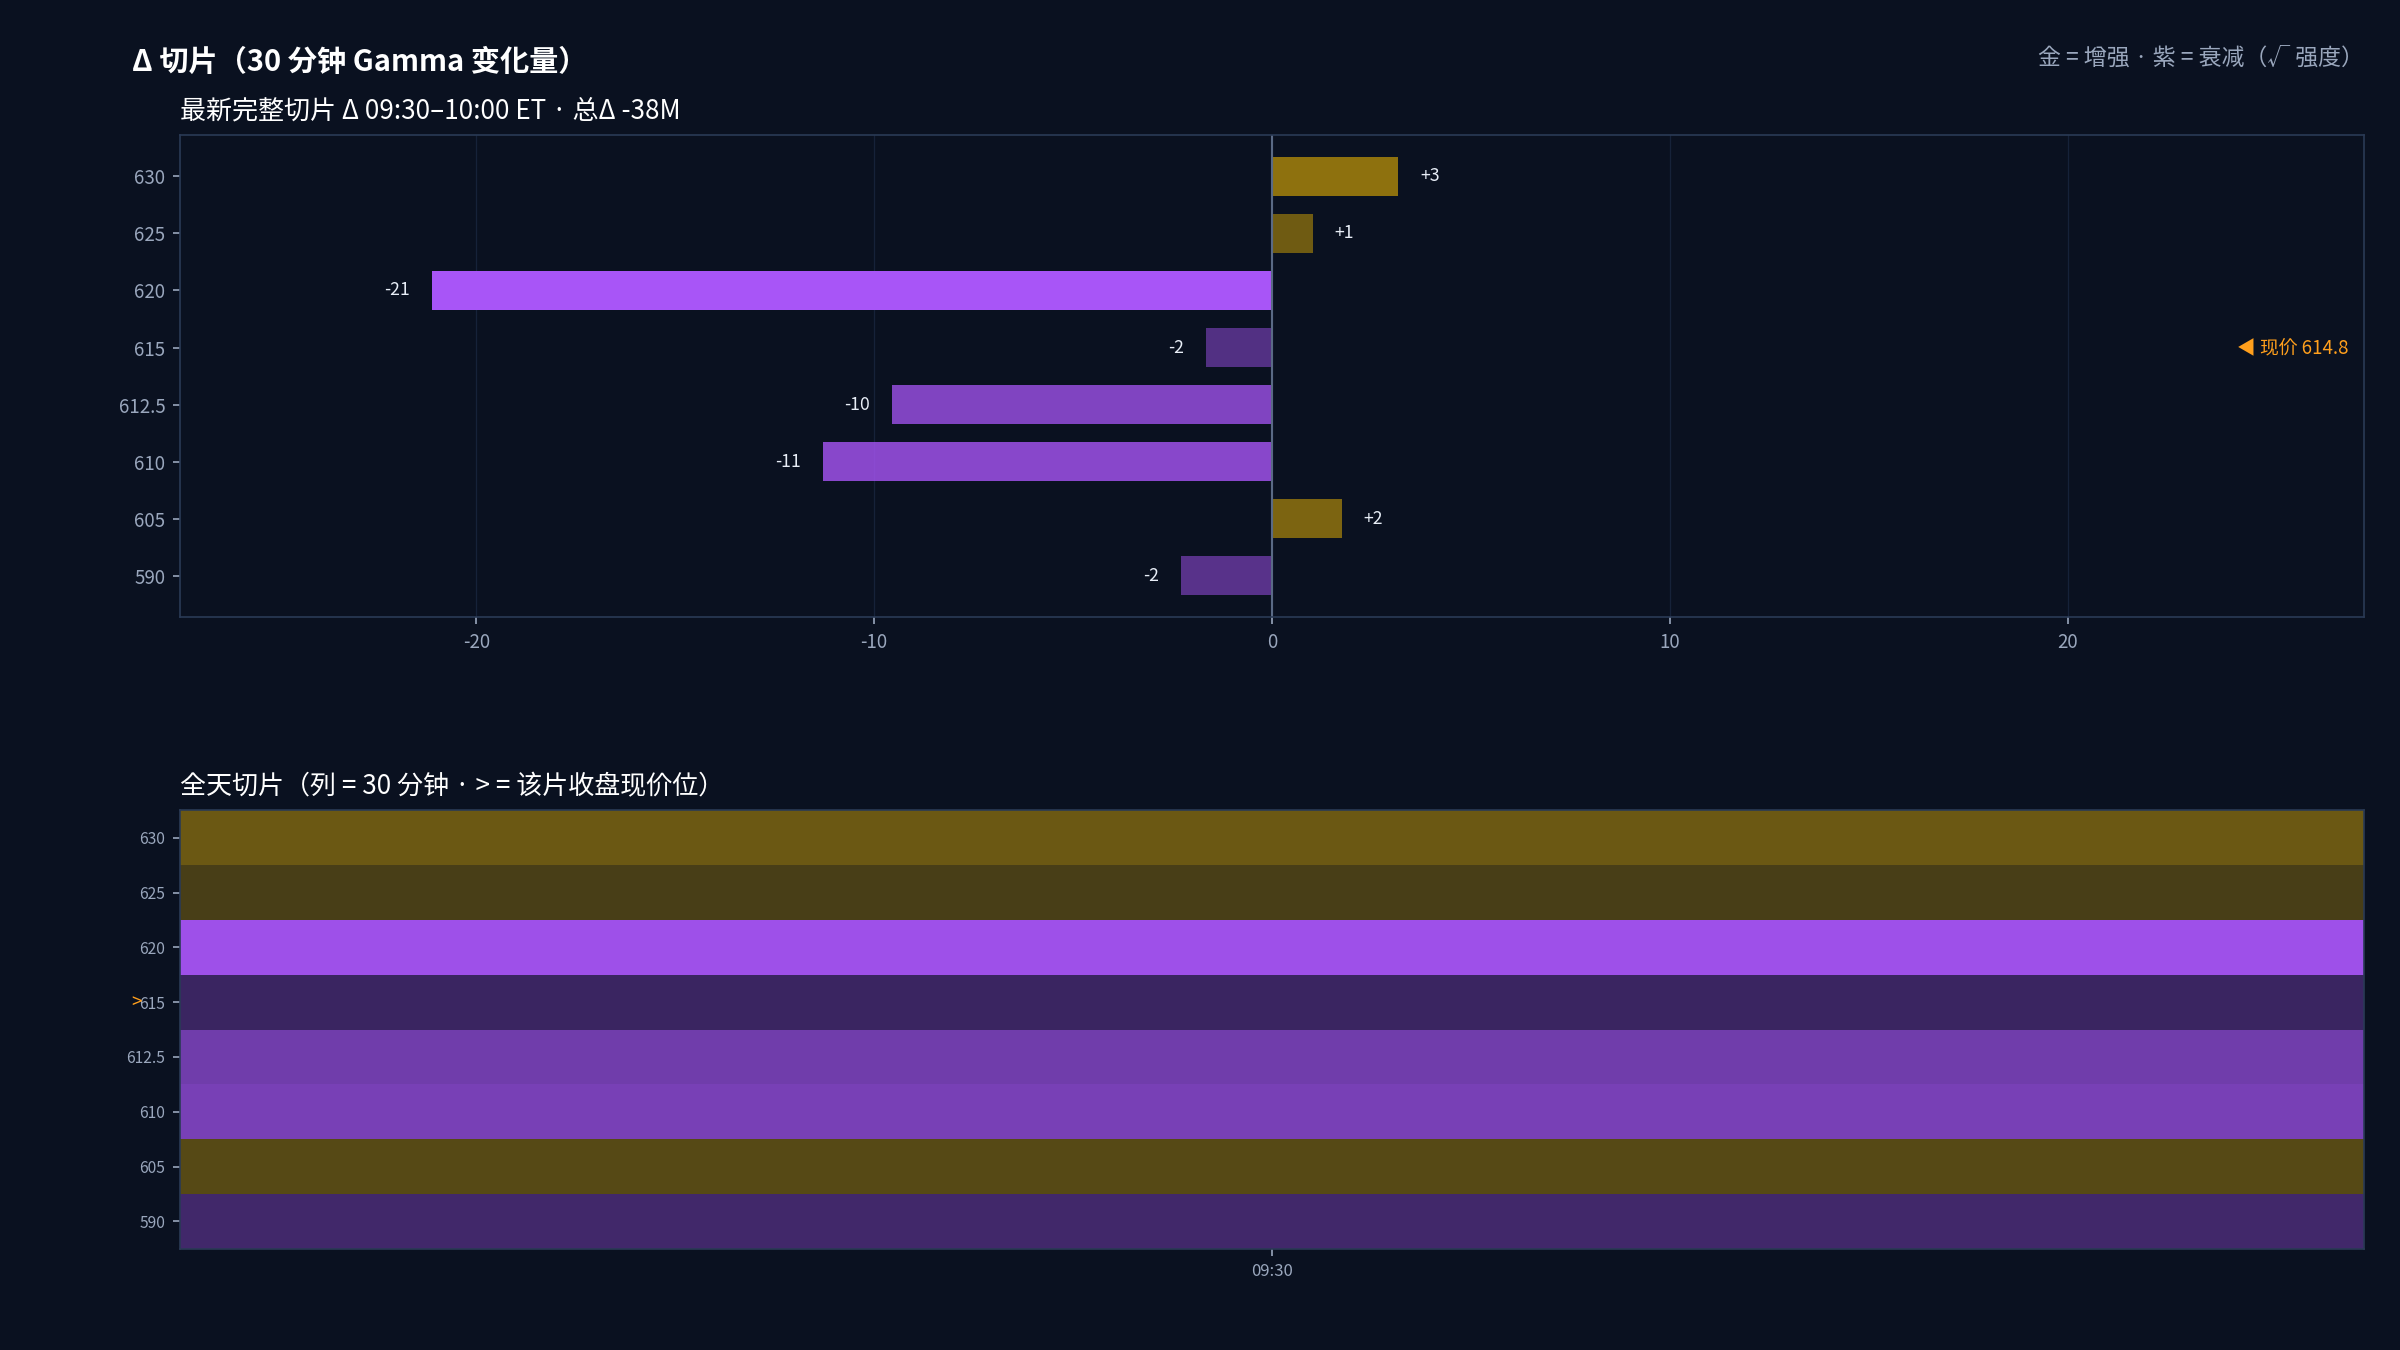 Δ 切片（30 分钟 Gamma 变化量）
金 = 增强 · 紫 = 衰减（√ 强度）
最新完整切片 Δ 09:30–10:00 ET · 总Δ -38M
630 +3
625 +1
620 -21
615 -2 ◀ 现价 614.8
612.5 -10
610 -11
605 +2
590 -2
-20 -10 0 10 20
全天切片（列 = 30 分钟 · > = 该片收盘现价位）
630
625
620
>615
612.5
610
605
590
09:30